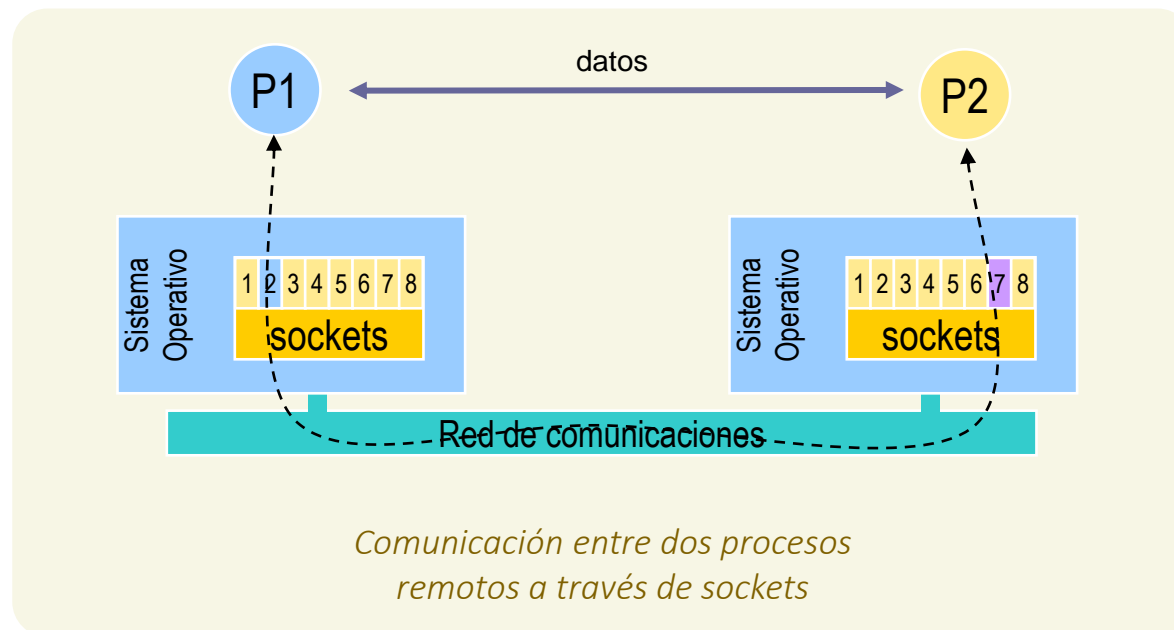 datos
P1
P2
Sistema
Operativo
1 2 3 4 5 6 7 8
sockets
Sistema
Operativo
1 2 3 4 5 6 7 8
sockets
Red de comunicaciones
Comunicación entre dos procesos
remotos a través de sockets